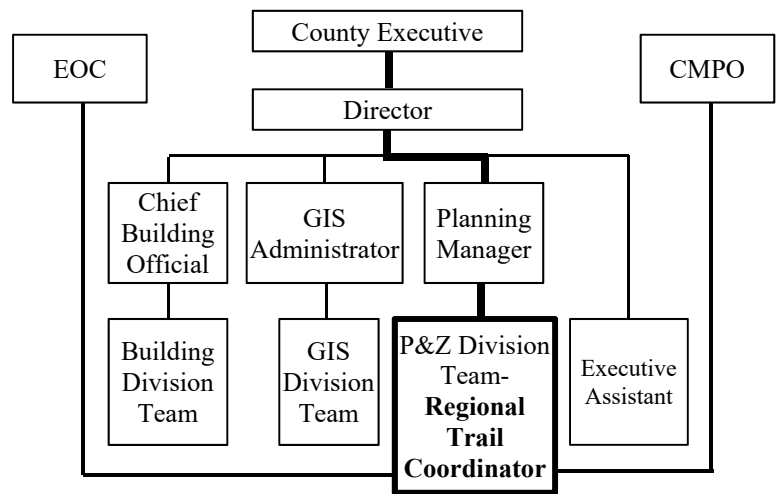 County Executive
EOC
CMPO
Director
Chief
Building
Official
GIS
Administrator
Planning
Manager
Building
Division
Team
GIS
Division
Team
P&Z Division
Team-
Regional
Trail
Coordinator
Executive
Assistant